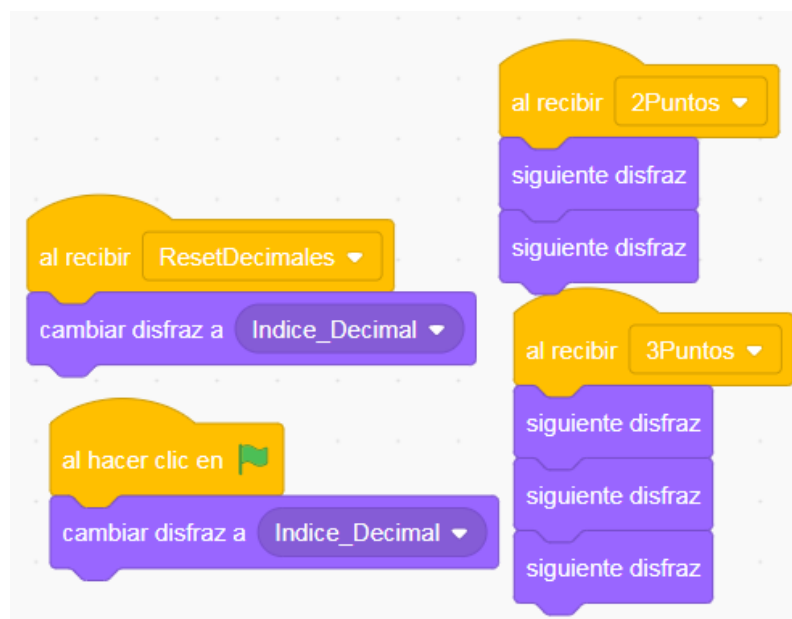 al recibir 2Puntos
siguiente disfraz
siguiente disfraz
al recibir ResetDecimales
cambiar disfraz a Indice_Decimal
al recibir 3Puntos
siguiente disfraz
siguiente disfraz
siguiente disfraz
al hacer clic en
cambiar disfraz a Indice_Decimal